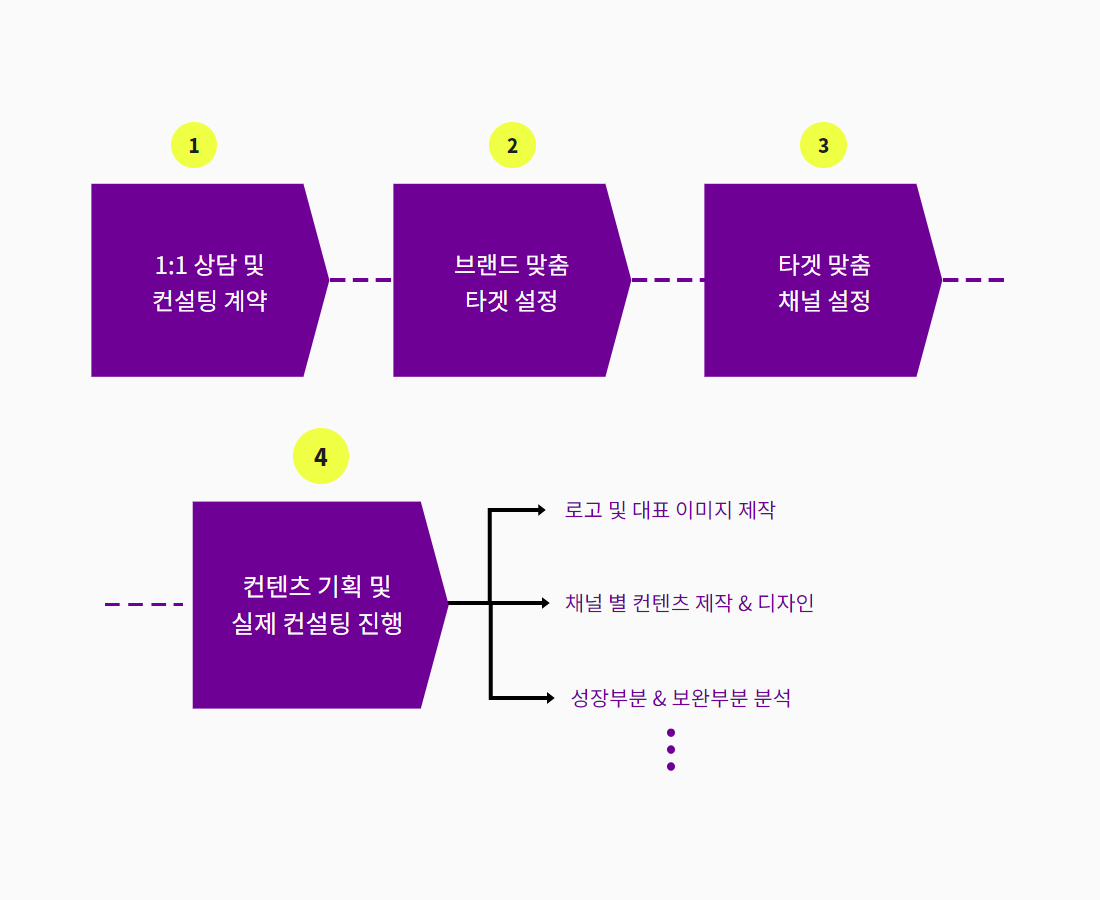 1
2
3
1:1 상담 및
컨설팅 계약
브랜드 맞춤
타겟 설정
타겟 맞춤
채널 설정
4
컨텐츠 기획 및
실제 컨설팅 진행
로고 및 대표 이미지 제작
채널 별 컨텐츠 제작 & 디자인
성장부분 & 보완부분 분석